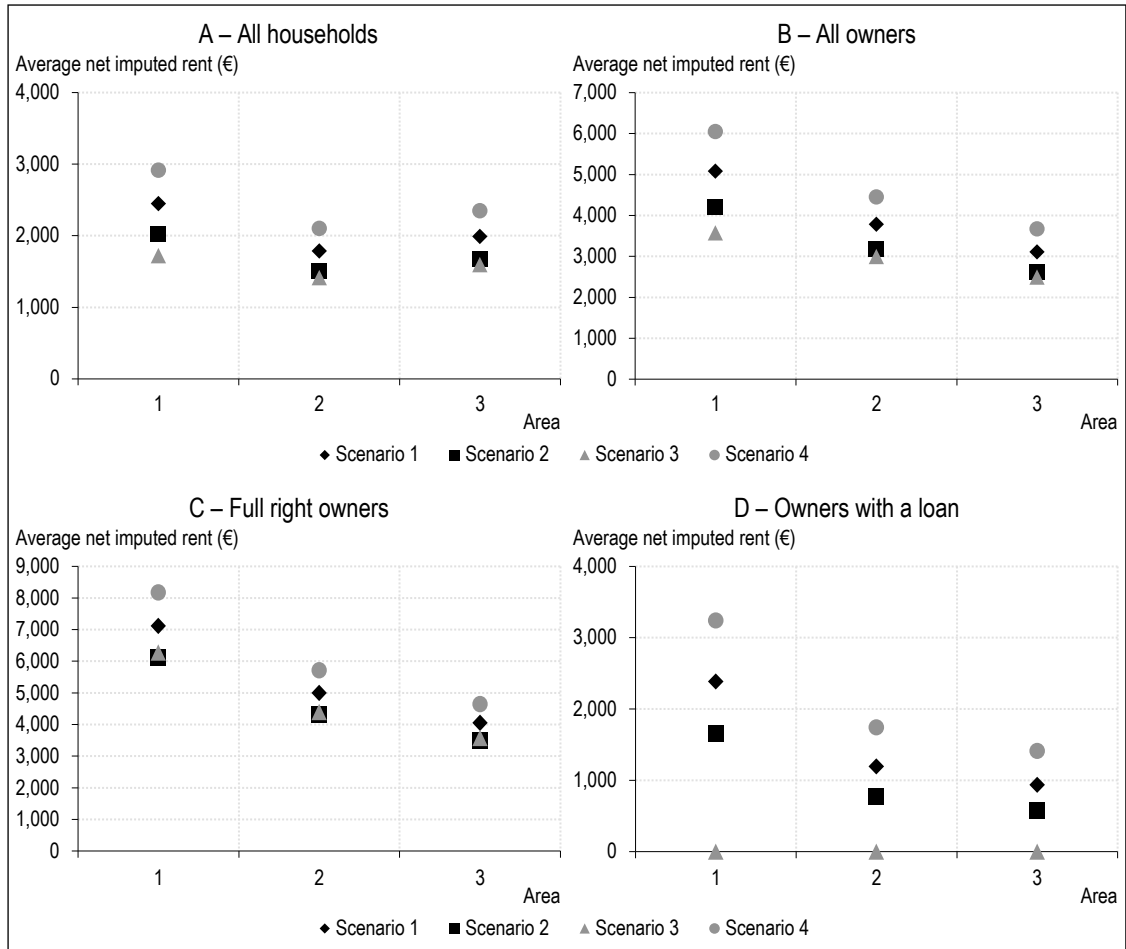 A – All households
Average net imputed rent (€)
4,000
3,000
2,000
1,000
0
1 2 3
Area
B – All owners
Average net imputed rent (€)
7,000
6,000
5,000
4,000
3,000
2,000
1,000
0
1 2 3
Area
Scenario 1 Scenario 2 Scenario 3 Scenario 4
C – Full right owners
Average net imputed rent (€)
9,000
8,000
7,000
6,000
5,000
4,000
3,000
2,000
1,000
0
1 2 3
Area
D – Owners with a loan
Average net imputed rent (€)
4,000
3,000
2,000
1,000
0
1 2 3
Area
Scenario 1 Scenario 2 Scenario 3 Scenario 4